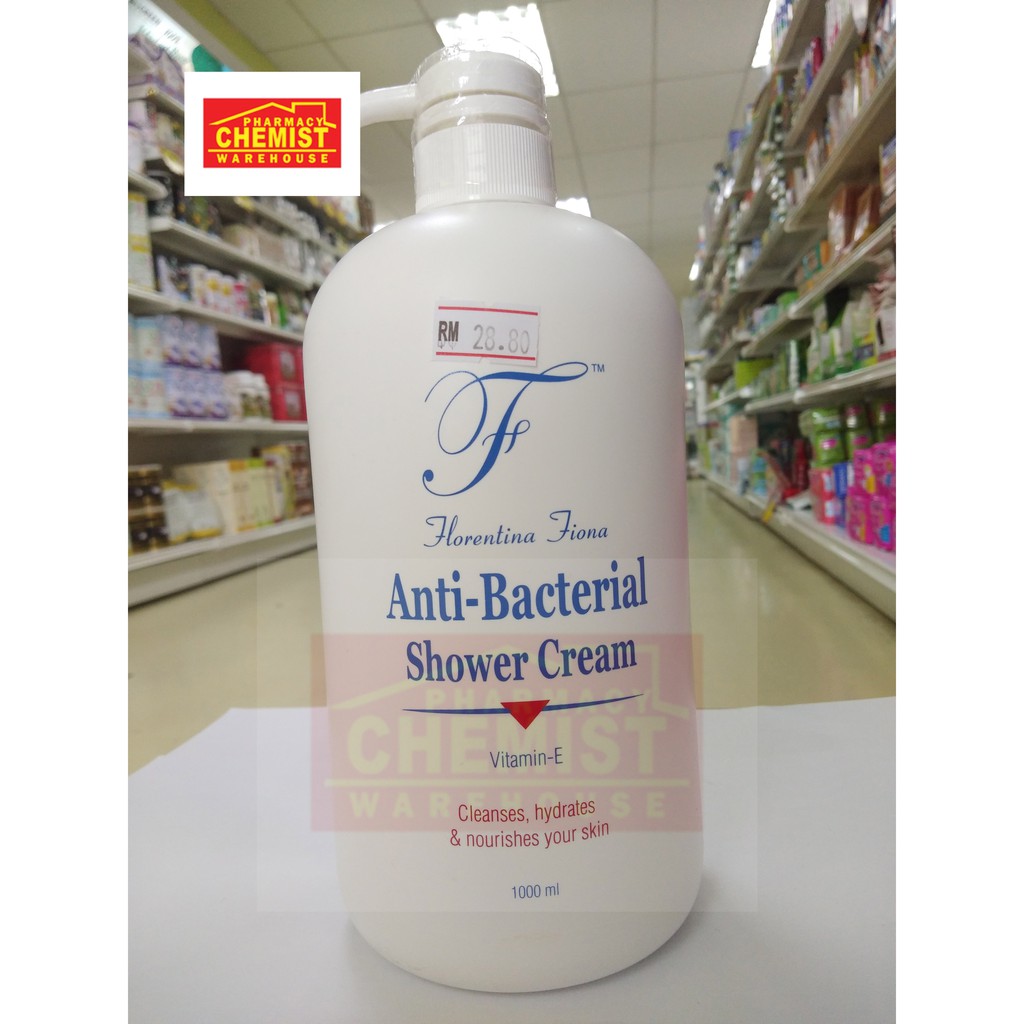 PHARMACY
CHEMIST
WAREHOUSE
RM 28.80
F™
Florentina Fiona
Anti-Bacterial
Shower Cream
PHARMACY
CHEMIST
WAREHOUSE
Vitamin-E
Cleanses, hydrates
& nourishes your skin
1000 ml